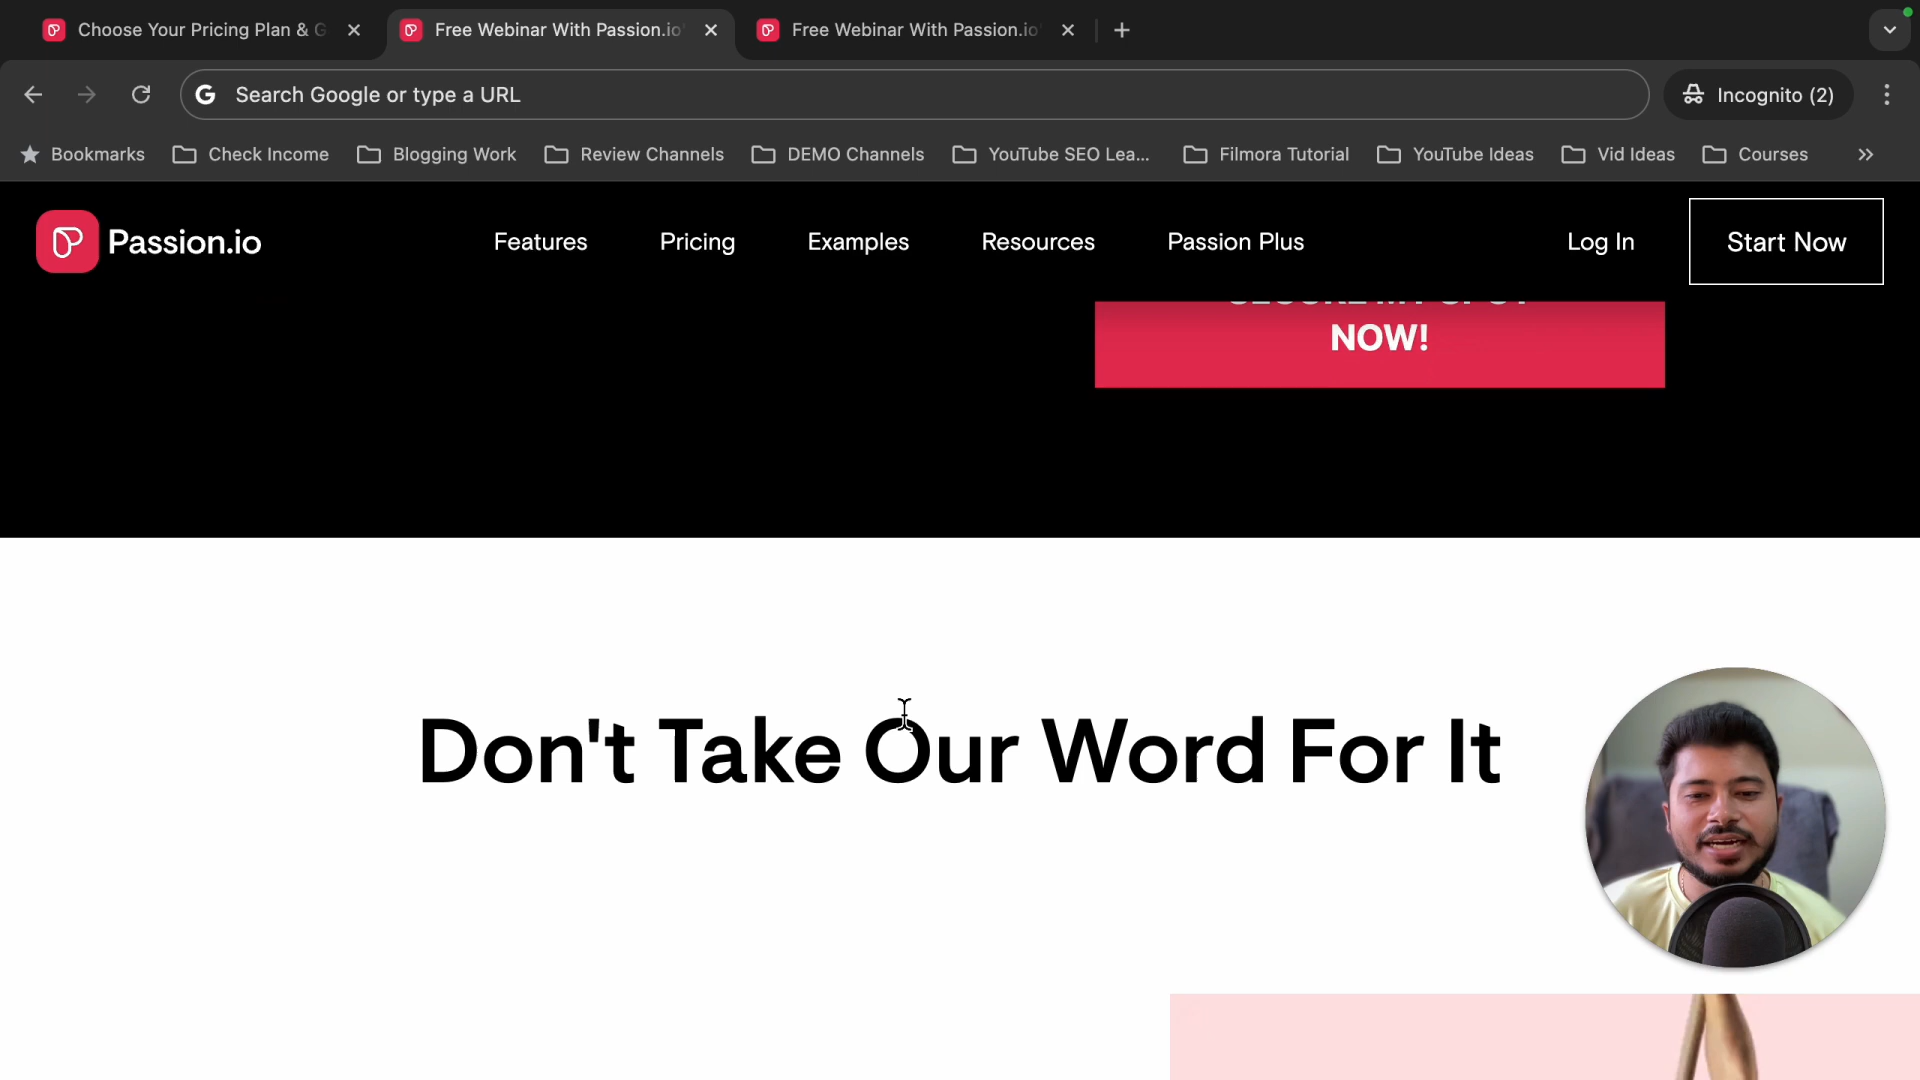 Choose Your Pricing Plan & G
Free Webinar With Passion.io'
Free Webinar With Passion.io'
Search Google or type a URL
Incognito (2)
Bookmarks
Check Income
Blogging Work
Review Channels
DEMO Channels
YouTube SEO Lea...
Filmora Tutorial
YouTube Ideas
Vid Ideas
Courses
Passion.io
Features
Pricing
Examples
Resources
Passion Plus
Log In
Start Now
SECURE MY SPOT
NOW!
Don't Take Our Word For It